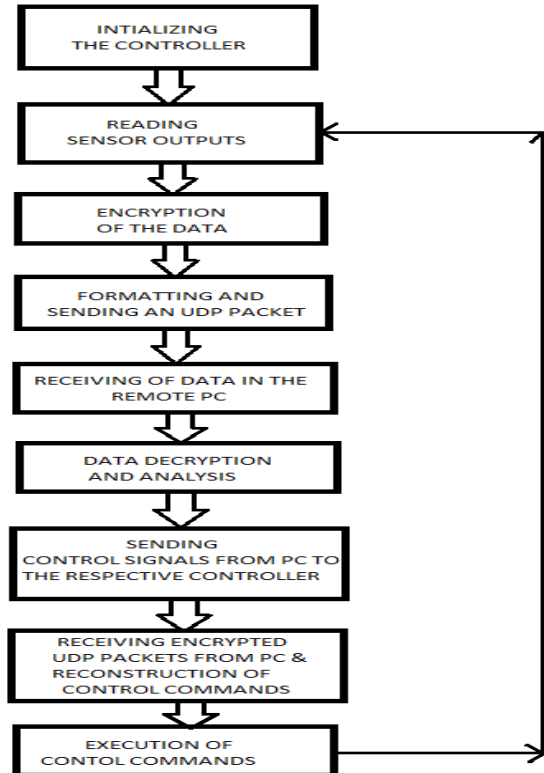 INTIALIZING
THE CONTROLLER
READING
SENSOR OUTPUTS
ENCRYPTION
OF THE DATA
FORMATTING AND
SENDING AN UDP PACKET
RECEIVING OF DATA IN THE
REMOTE PC
DATA DECRYPTION
AND ANALYSIS
SENDING
CONTROL SIGNALS FROM PC TO
THE RESPECTIVE CONTROLLER
RECEIVING ENCRYPTED
UDP PACKETS FROM PC &
RECONSTRUCTION OF
CONTROL COMMANDS
EXECUTION OF
CONTOL COMMANDS